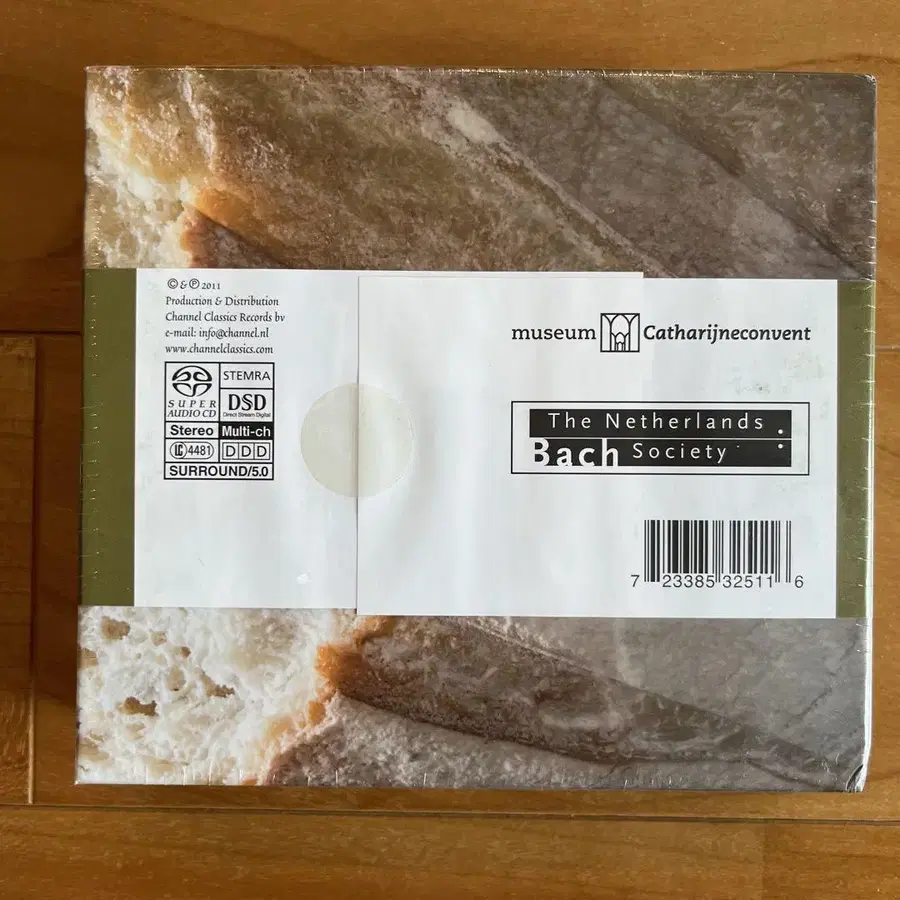 © & ℗ 2011
Production & Distribution
Channel Classics Records bv
e-mail: info@channel.nl
www.channelclassics.com
SUPER
AUDIO CD
STEMRA
DSD
Direct Stream Digital
Stereo Multi-ch
LC 4481 DDD
SURROUND/5.0
museum Catharijneconvent
The Netherlands
Bach Society
7 23385 32511 6